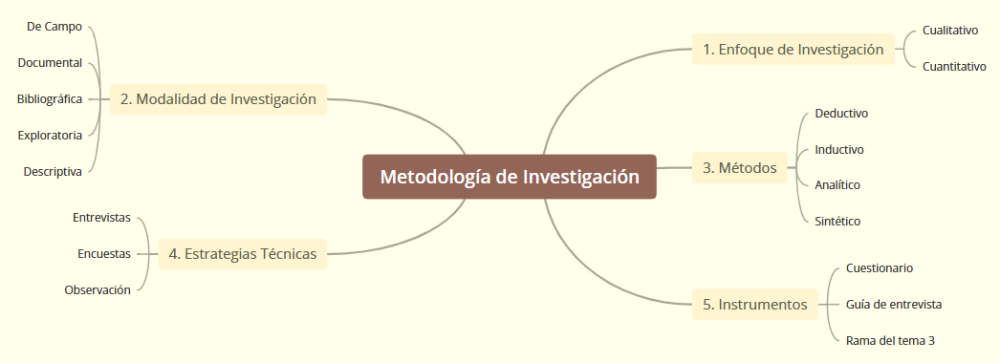 Metodología de Investigación
1. Enfoque de Investigación
Cualitativo
Cuantitativo
2. Modalidad de Investigación
De Campo
Documental
Bibliográfica
Exploratoria
Descriptiva
3. Métodos
Deductivo
Inductivo
Analítico
Sintético
4. Estrategias Técnicas
Entrevistas
Encuestas
Observación
5. Instrumentos
Cuestionario
Guía de entrevista
Rama del tema 3